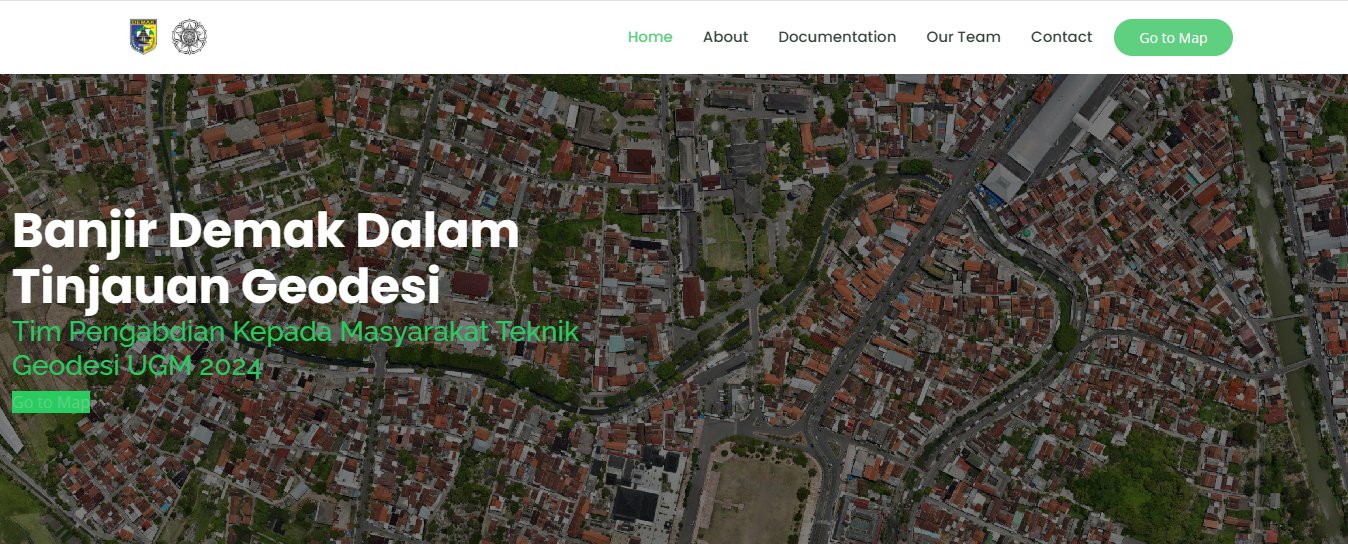 Home About Documentation Our Team Contact Go to Map
Banjir Demak Dalam
Tinjauan Geodesi
Tim Pengabdian Kepada Masyarakat Teknik
Geodesi UGM 2024
Go to Map